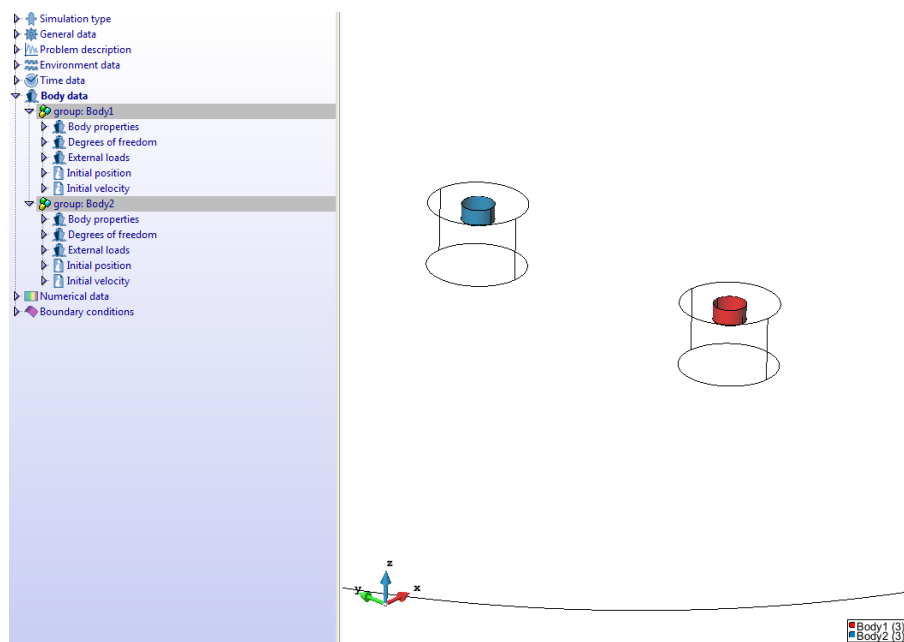 Simulation type
General data
Problem description
Environment data
Time data
Body data
group: Body1
Body properties
Degrees of freedom
External loads
Initial position
Initial velocity
group: Body2
Body properties
Degrees of freedom
External loads
Initial position
Initial velocity
Numerical data
Boundary conditions
z
y
x
Body1 (3)
Body2 (3)